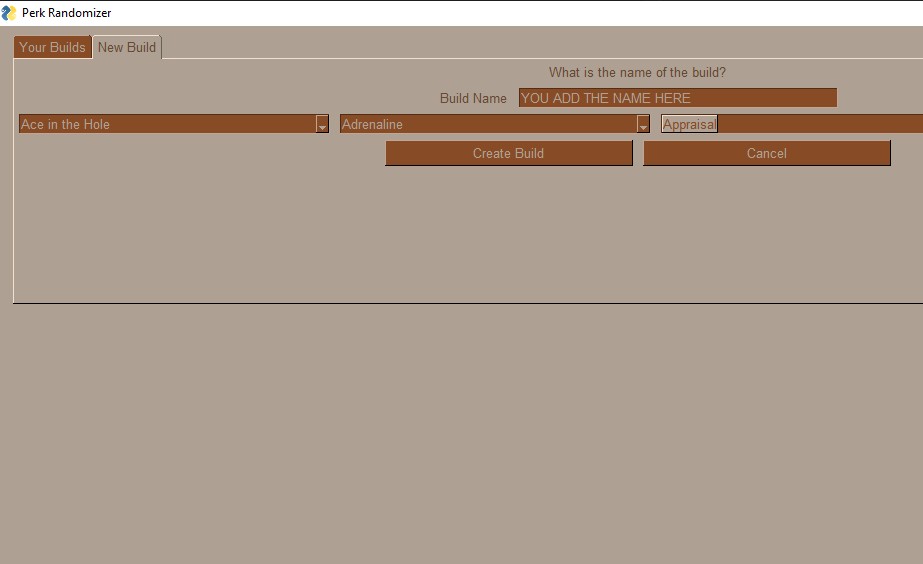 Perk Randomizer
Your Builds New Build
What is the name of the build?
Build Name YOU ADD THE NAME HERE
Ace in the Hole Adrenaline Appraisal
Create Build Cancel